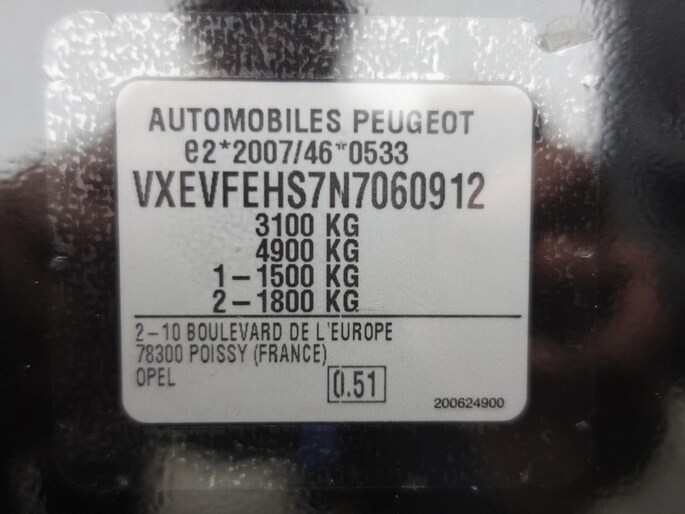 AUTOMOBILES PEUGEOT
e2*2007/46*0533
VXEVFEHS7N7060912
3100 KG
4900 KG
1-1500 KG
2-1800 KG
2-10 BOULEVARD DE L'EUROPE
78300 POISSY (FRANCE)
OPEL 0.51
200624900